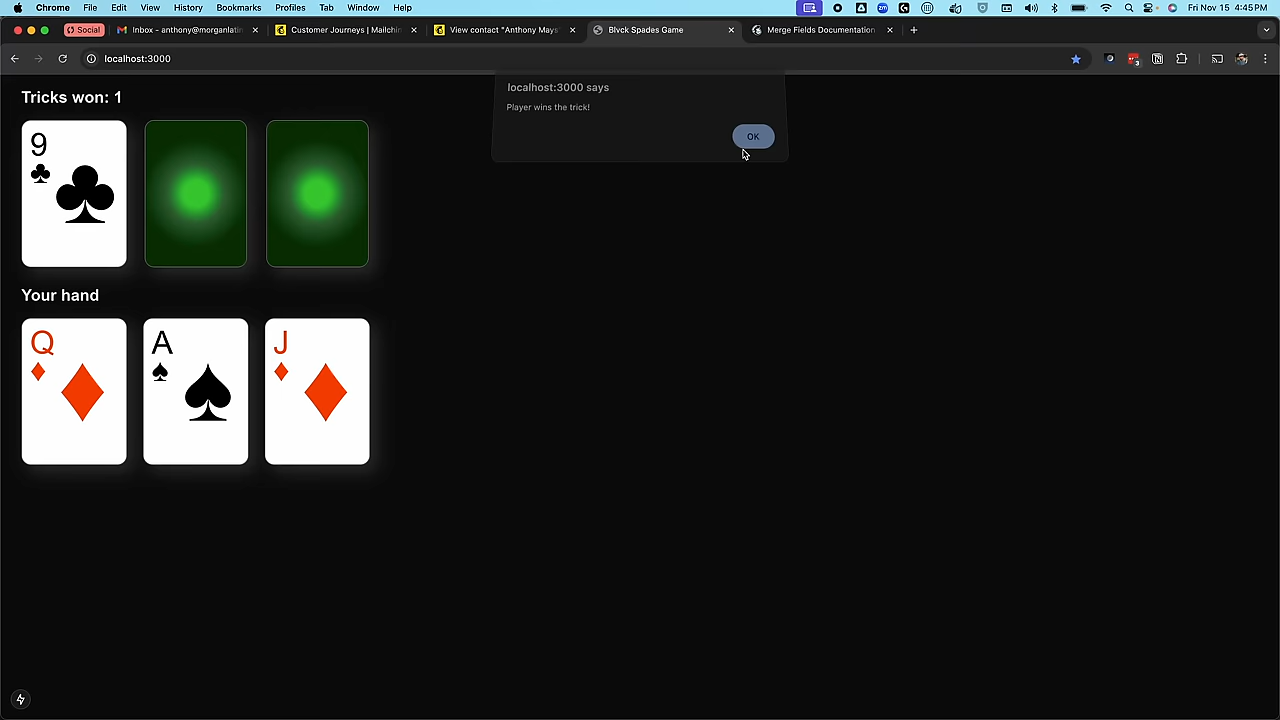 Chrome File Edit View History Bookmarks Profiles Tab Window Help Fri Nov 15 4:45 PM
Social Inbox - anthony@morganlatin Customer Journeys | Mailchim View contact "Anthony Mays" Blvck Spades Game Merge Fields Documentation
localhost:3000
Tricks won: 1
localhost:3000 says
Player wins the trick!
OK
9
Your hand
Q A J